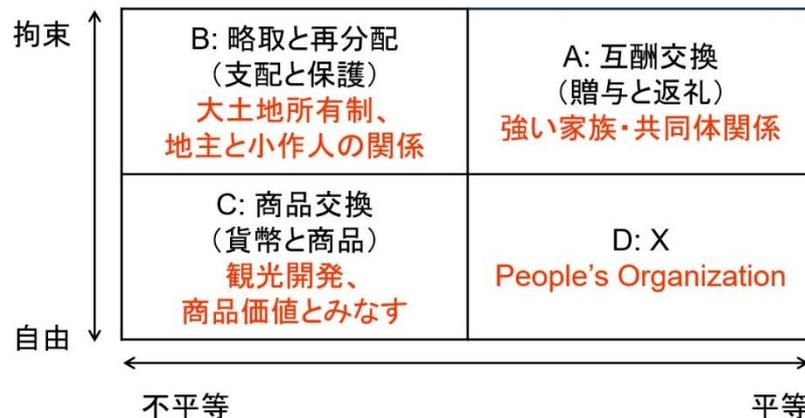 拘束
B: 略取と再分配
（支配と保護）
大土地所有制、
地主と小作人の関係
A: 互酬交換
（贈与と返礼）
強い家族・共同体関係
C: 商品交換
（貨幣と商品）
観光開発、
商品価値とみなす
D: X
People's Organization
自由
不平等
平等